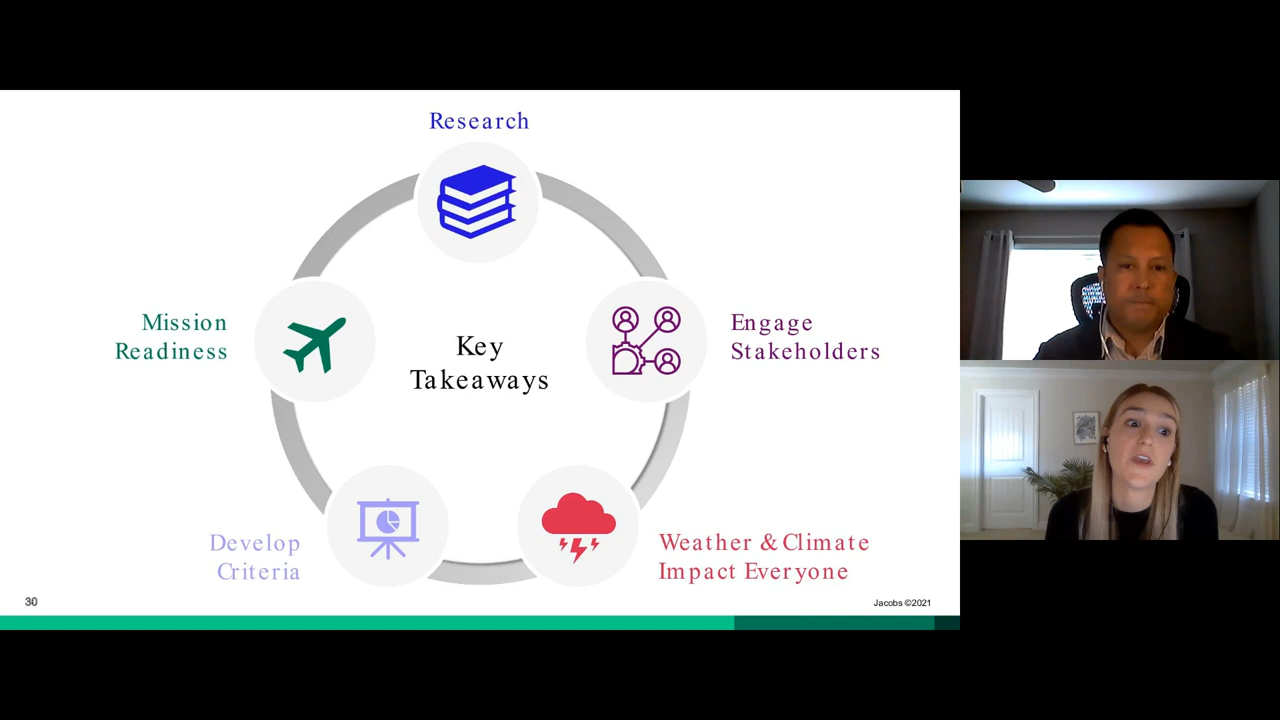 Research
Mission
Readiness
Key
Takeaways
Engage
Stakeholders
Develop
Criteria
Weather & Climate
Impact Everyone
30
Jacobs ©2021